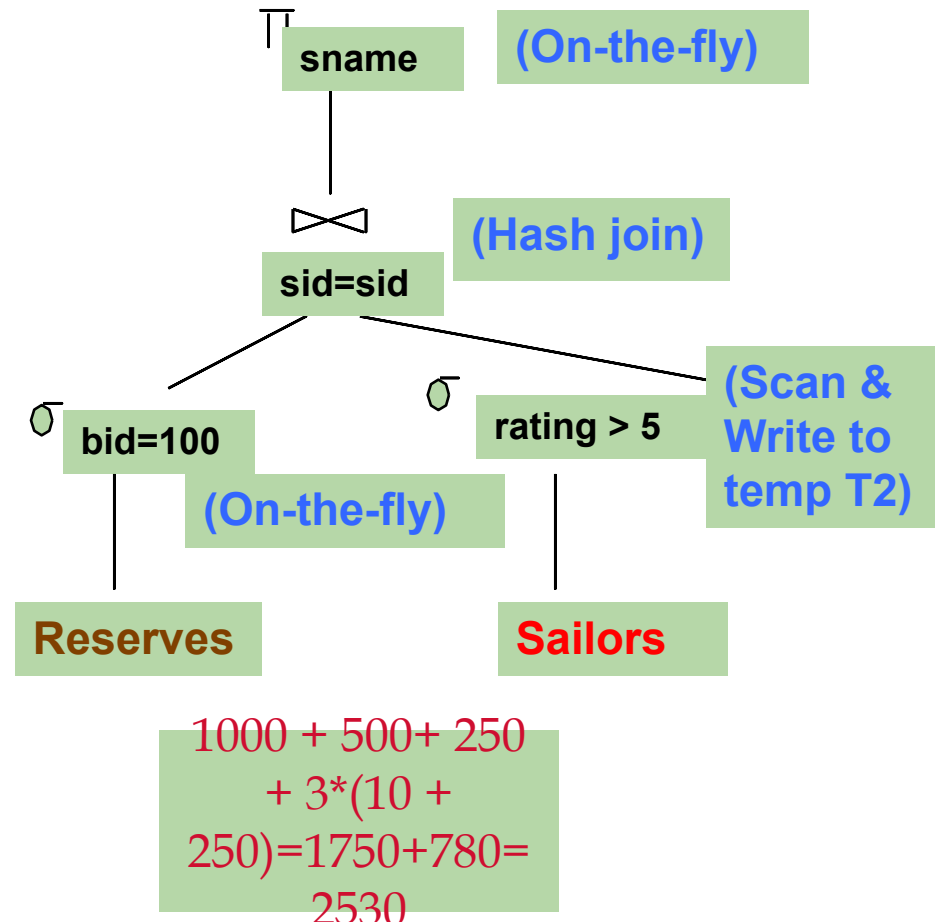 π
sname
(On-the-fly)
⋈
(Hash join)
sid=sid
σ
bid=100
(On-the-fly)
σ
rating > 5
(Scan &
Write to
temp T2)
Reserves
Sailors
1000 + 500+ 250
+ 3*(10 +
250)=1750+780=
2530